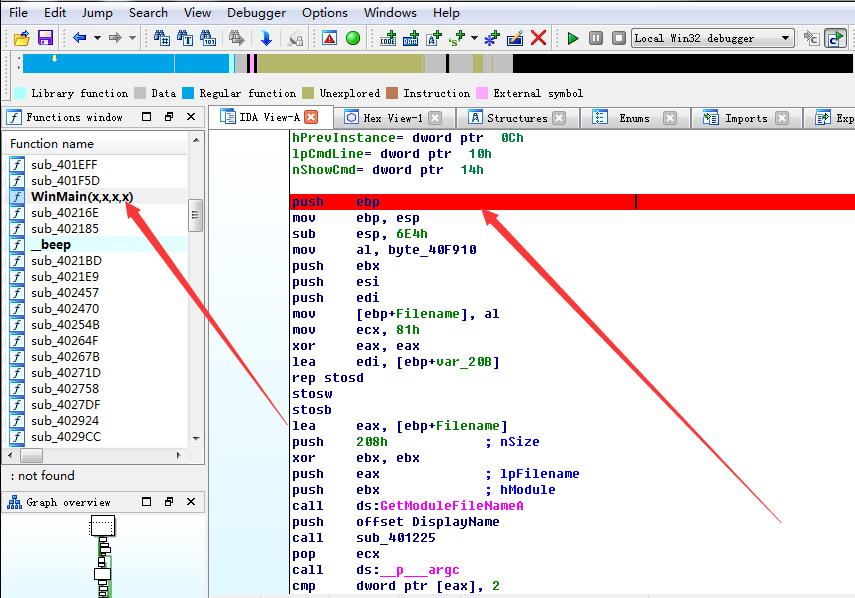 File Edit Jump Search View Debugger Options Windows Help
Local Win32 debugger
Library function Data Regular function Unexplored Instruction External symbol
Functions window
IDA View-A Hex View-1 Structures Enums Imports Exp
Function name
sub_401EFF
sub_401F5D
WinMain(x,x,x,x)
sub_40216E
sub_402185
__beep
sub_4021BD
sub_4021E9
sub_402457
sub_402470
sub_40254B
sub_40264F
sub_40267B
sub_40271D
sub_402758
sub_4027DF
sub_402924
sub_4029CC
: not found
Graph overview
hPrevInstance= dword ptr 0Ch
lpCmdLine= dword ptr 10h
nShowCmd= dword ptr 14h
push ebp
mov ebp, esp
sub esp, 6E4h
mov al, byte_40F910
push ebx
push esi
push edi
mov [ebp+Filename], al
mov ecx, 81h
xor eax, eax
lea edi, [ebp+var_20B]
rep stosd
stosw
stosb
lea eax, [ebp+Filename]
push 208h ; nSize
xor ebx, ebx
push eax ; lpFilename
push ebx ; hModule
call ds:GetModuleFileNameA
push offset DisplayName
call sub_401225
pop ecx
call ds:__p___argc
cmp dword ptr [eax], 2